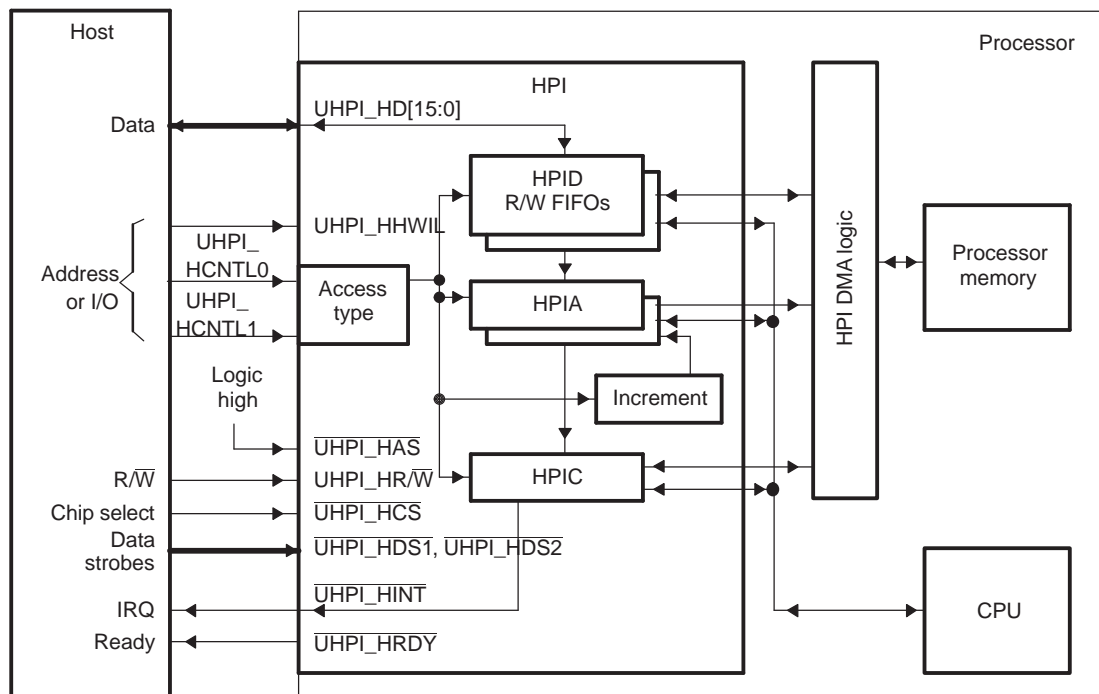 Host
Processor
HPI
Data
UHPI_HD[15:0]
HPID
R/W FIFOs
UHPI_HHWIL
UHPI_
HCNTL0
Address
or I/O
UHPI_
HCNTL1
Access
type
HPIA
HPI DMA logic
Processor
memory
Logic
high
Increment
UHPI_HAS
R/W
UHPI_HR/W
HPIC
Chip select
UHPI_HCS
Data
strobes
UHPI_HDS1, UHPI_HDS2
IRQ
UHPI_HINT
CPU
Ready
UHPI_HRDY